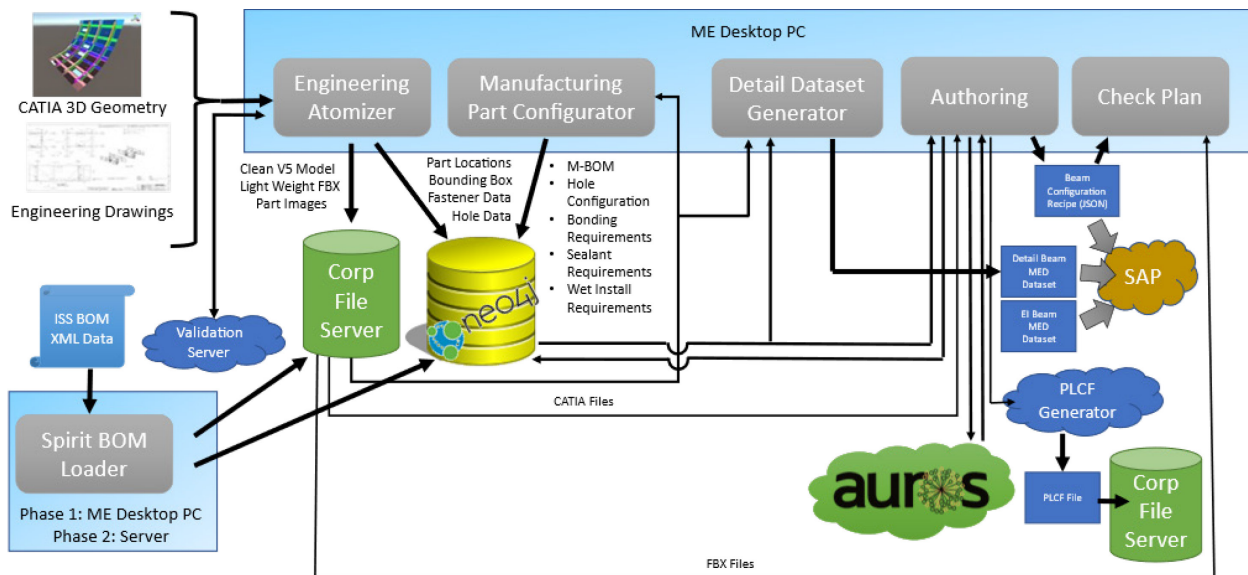 ME Desktop PC
CATIA 3D Geometry
Engineering Drawings
Engineering
Atomizer
Manufacturing
Part Configurator
Detail Dataset
Generator
Authoring
Check Plan
Clean V5 Model
Light Weight FBX
Part Images
Part Locations
Bounding Box
Fastener Data
Hole Data
• M-BOM
• Hole
Configuration
• Bonding
Requirements
• Sealant
Requirements
• Wet Install
Requirements
Beam
Configuration
Recipe (JSON)
Detail Beam
MED
Dataset
EI Beam
MED
Dataset
SAP
Corp
File
Server
neo4j
ISS BOM
XML Data
Validation
Server
Spirit BOM
Loader
Phase 1: ME Desktop PC
Phase 2: Server
CATIA Files
PLCF
Generator
auros
PLCF File
Corp
File
Server
FBX Files